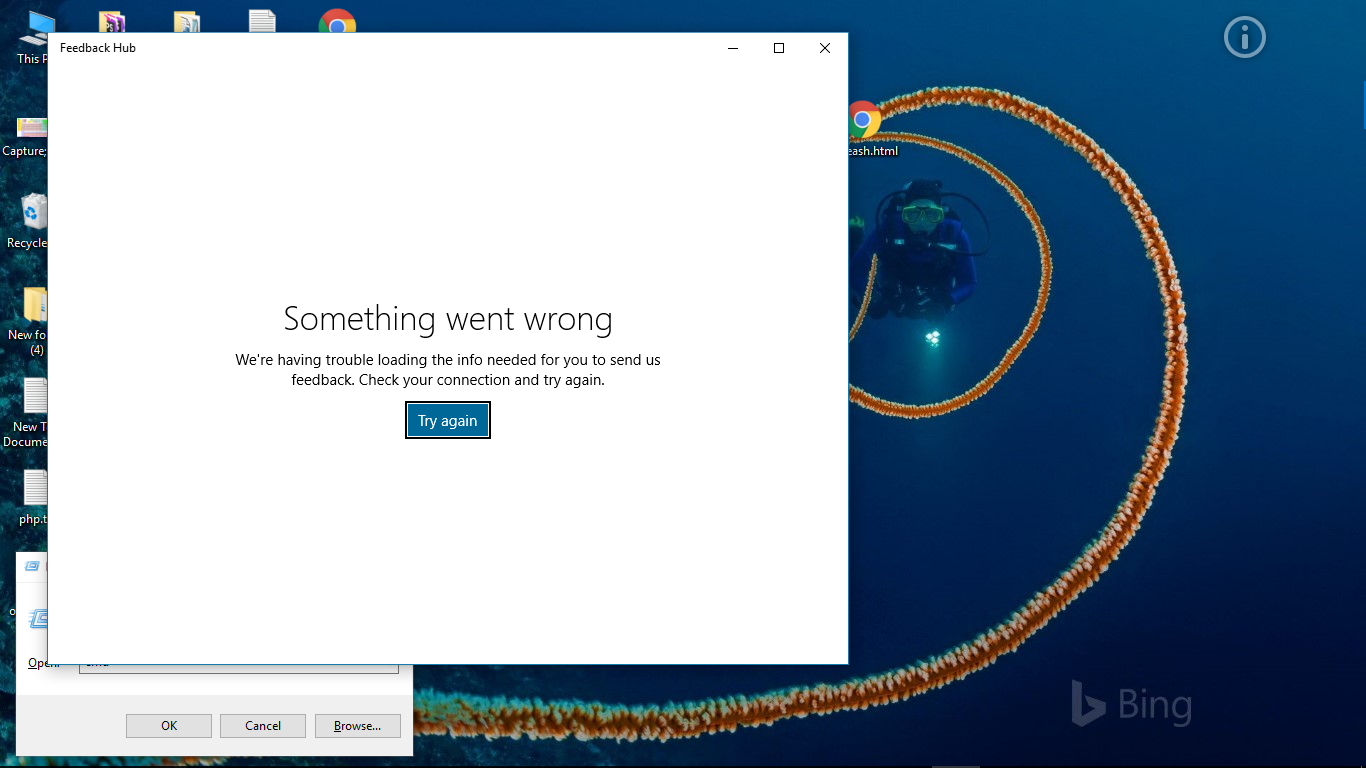 Feedback Hub
This P
Capture;
Recycle
New fo
(4)
New T
Docume
php.t
eash.html
Something went wrong
We're having trouble loading the info needed for you to send us
feedback. Check your connection and try again.
Try again
Open:
OK
Cancel
Browse...
Bing